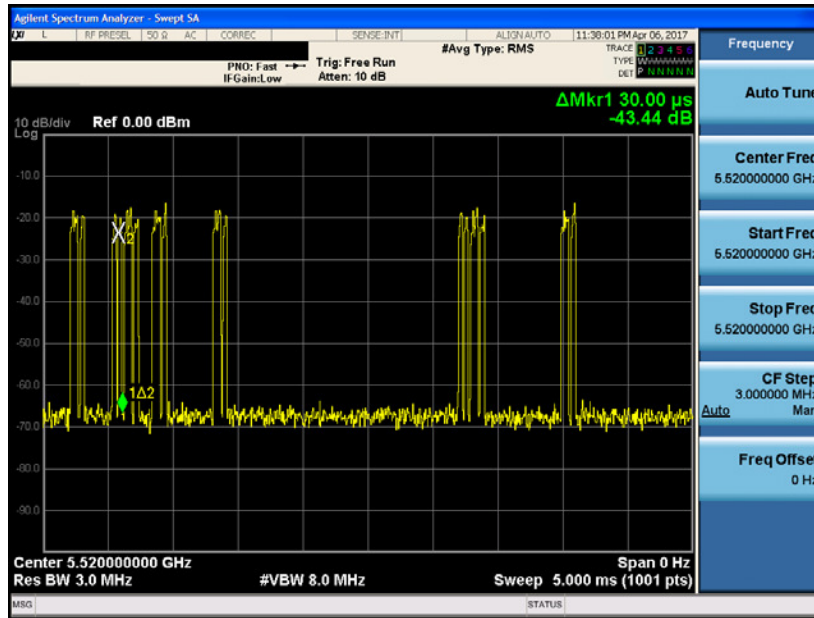 Agilent Spectrum Analyzer - Swept SA
LXI L RF PRESEL 50 Ω AC CORREC SENSE:INT ALIGN AUTO 11:38:01 PM Apr 06, 2017
#Avg Type: RMS
TRACE 1 2 3 4 5 6
PNO: Fast Trig: Free Run
TYPE WWWWWWW
IFGain:Low Atten: 10 dB
DET P N N N N N
ΔMkr1 30.00 µs
-43.44 dB
10 dB/div Ref 0.00 dBm
Log
-10.0
-20.0
-30.0
-40.0
-50.0
-60.0
-70.0
-80.0
-90.0
2
1Δ2
Center 5.520000000 GHz Span 0 Hz
Res BW 3.0 MHz #VBW 8.0 MHz Sweep 5.000 ms (1001 pts)
MSG STATUS
Frequency
Auto Tune
Center Freq
5.520000000 GHz
Start Freq
5.520000000 GHz
Stop Freq
5.520000000 GHz
CF Step
3.000000 MHz
Auto Man
Freq Offset
0 Hz